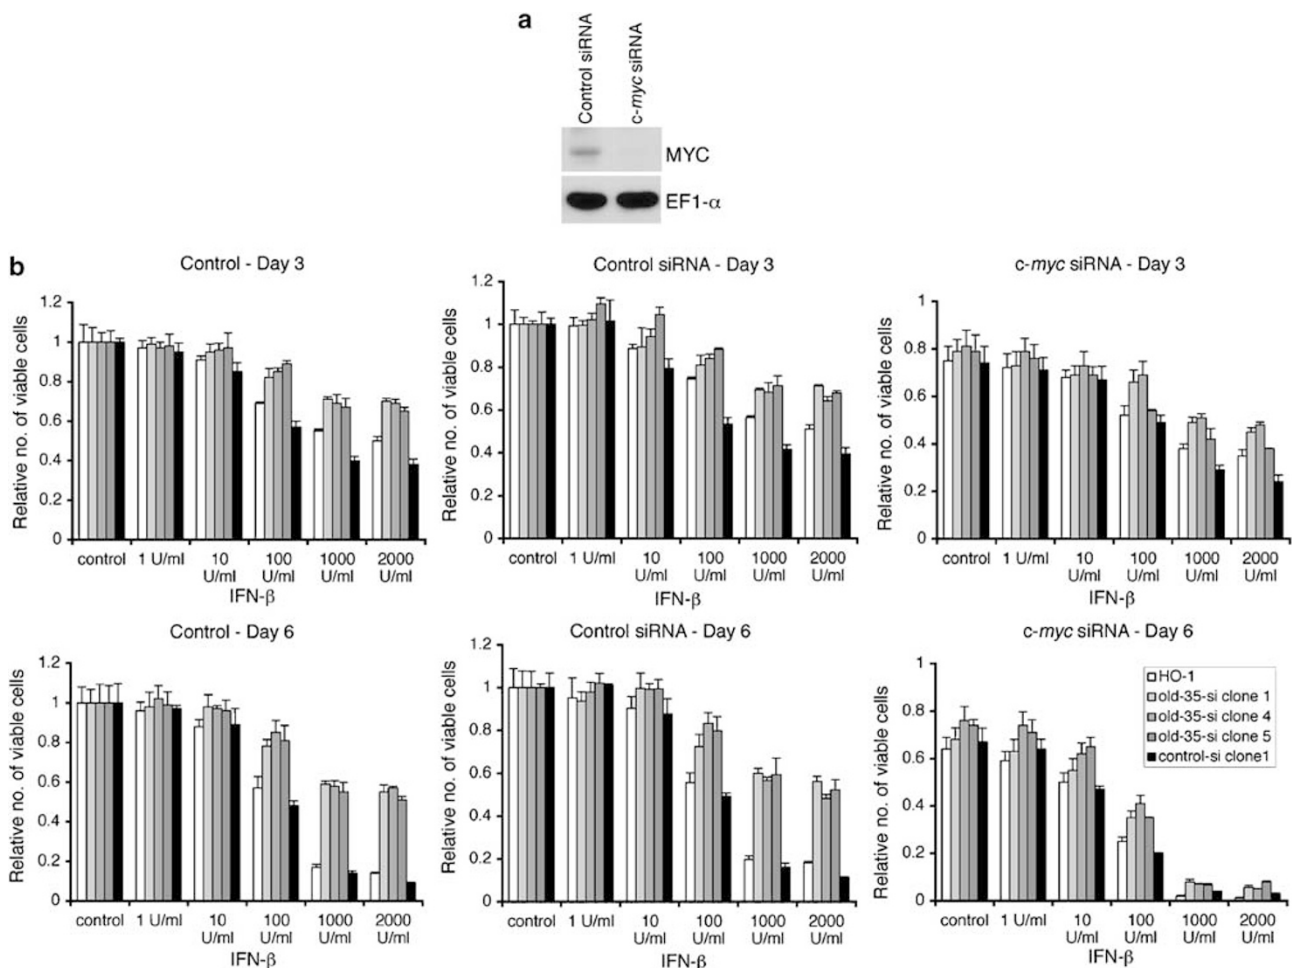 a
Control siRNA
c-myc siRNA
MYC
EF1-α
b
Control - Day 3
Relative no. of viable cells
1.2
1
0.8
0.6
0.4
0.2
0
control
1 U/ml
10 U/ml
100 U/ml
1000 U/ml
2000 U/ml
IFN-β
Control siRNA - Day 3
Relative no. of viable cells
1.2
1
0.8
0.6
0.4
0.2
0
control
1 U/ml
10 U/ml
100 U/ml
1000 U/ml
2000 U/ml
IFN-β
c-myc siRNA - Day 3
Relative no. of viable cells
1
0.8
0.6
0.4
0.2
0
control
1 U/ml
10 U/ml
100 U/ml
1000 U/ml
2000 U/ml
IFN-β
Control - Day 6
Relative no. of viable cells
1.2
1
0.8
0.6
0.4
0.2
0
control
1 U/ml
10 U/ml
100 U/ml
1000 U/ml
2000 U/ml
IFN-β
Control siRNA - Day 6
Relative no. of viable cells
1.2
1
0.8
0.6
0.4
0.2
0
control
1 U/ml
10 U/ml
100 U/ml
1000 U/ml
2000 U/ml
IFN-β
c-myc siRNA - Day 6
Relative no. of viable cells
1
0.8
0.6
0.4
0.2
0
HO-1
old-35-si clone 1
old-35-si clone 4
old-35-si clone 5
control-si clone1
control
1 U/ml
10 U/ml
100 U/ml
1000 U/ml
2000 U/ml
IFN-β